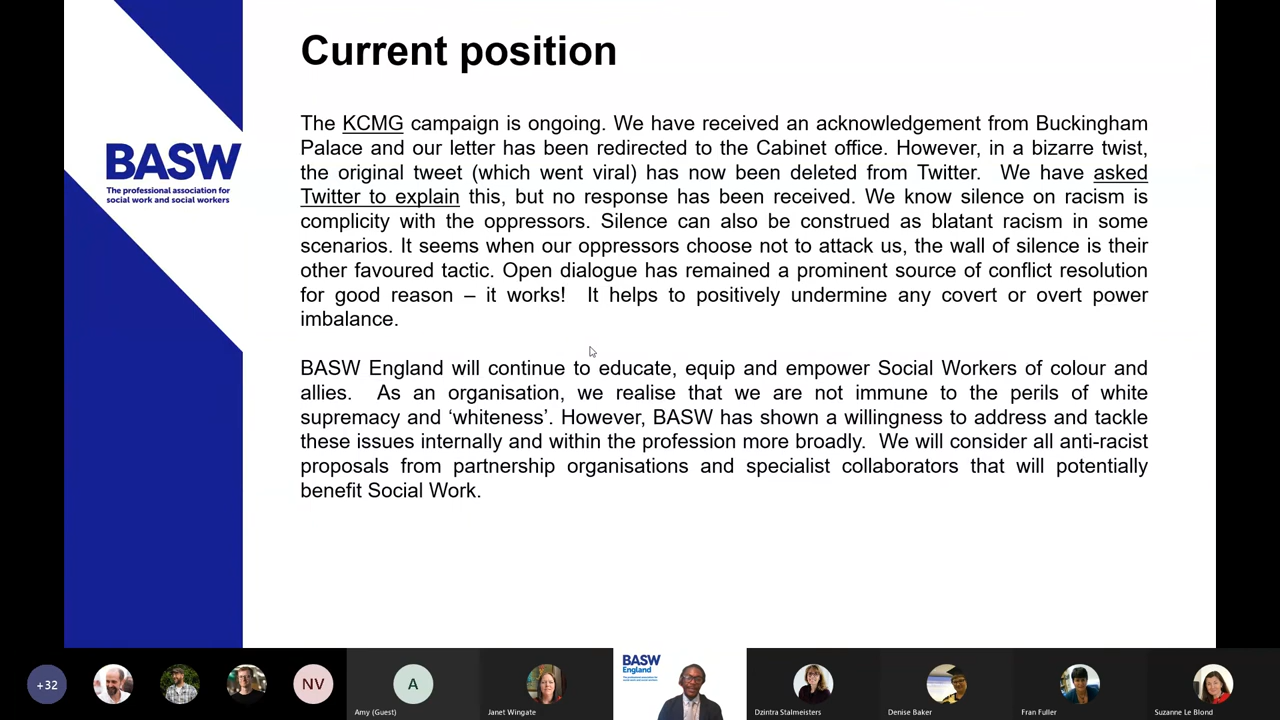 Current position
The KCMG campaign is ongoing. We have received an acknowledgement from Buckingham
Palace and our letter has been redirected to the Cabinet office. However, in a bizarre twist,
the original tweet (which went viral) has now been deleted from Twitter. We have asked
Twitter to explain this, but no response has been received. We know silence on racism is
complicity with the oppressors. Silence can also be construed as blatant racism in some
scenarios. It seems when our oppressors choose not to attack us, the wall of silence is their
other favoured tactic. Open dialogue has remained a prominent source of conflict resolution
for good reason – it works! It helps to positively undermine any covert or overt power
imbalance.
BASW
The professional association for
social work and social workers
BASW England will continue to educate, equip and empower Social Workers of colour and
allies. As an organisation, we realise that we are not immune to the perils of white
supremacy and ‘whiteness’. However, BASW has shown a willingness to address and tackle
these issues internally and within the profession more broadly. We will consider all anti-racist
proposals from partnership organisations and specialist collaborators that will potentially
benefit Social Work.
+32
NV
A
Amy (Guest)
Janet Wingate
BASW
England
Dzintra Stalmeisters
Denise Baker
Fran Fuller
Suzanne Le Blond